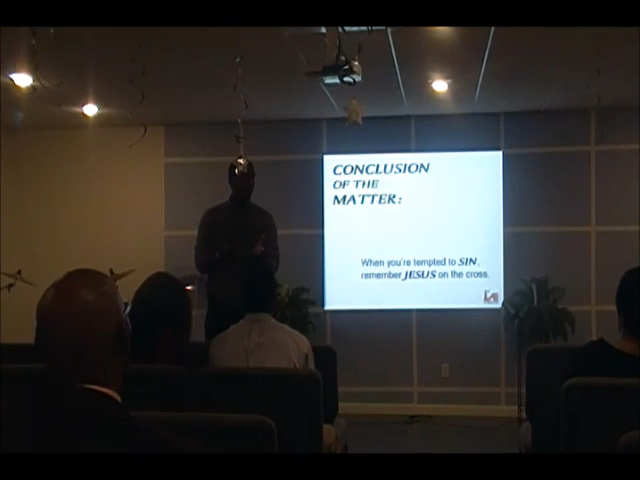 CONCLUSION
OF THE
MATTER:
When you're tempted to SIN,
remember JESUS on the cross.